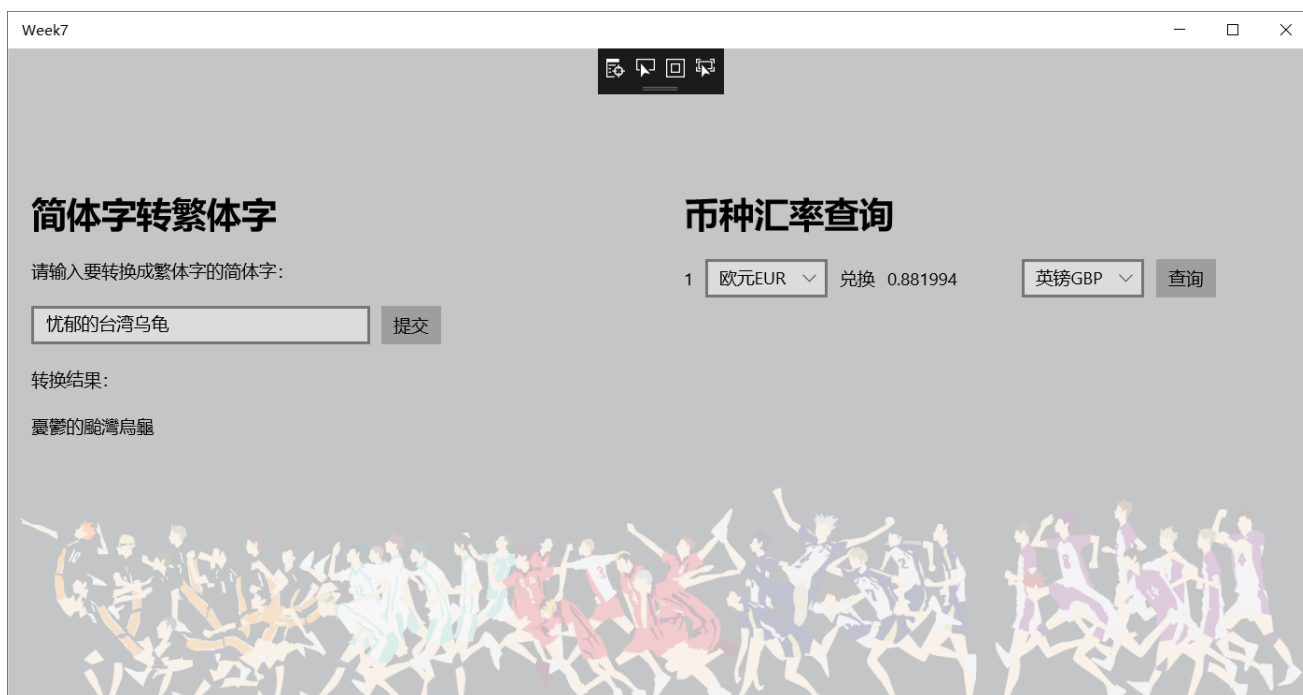 Week7
简体字转繁体字
请输入要转换成繁体字的简体字：
忧郁的台湾乌龟
提交
转换结果：
憂鬱的颱灣烏龜
币种汇率查询
1 欧元EUR 兑换 0.881994 英镑GBP 查询